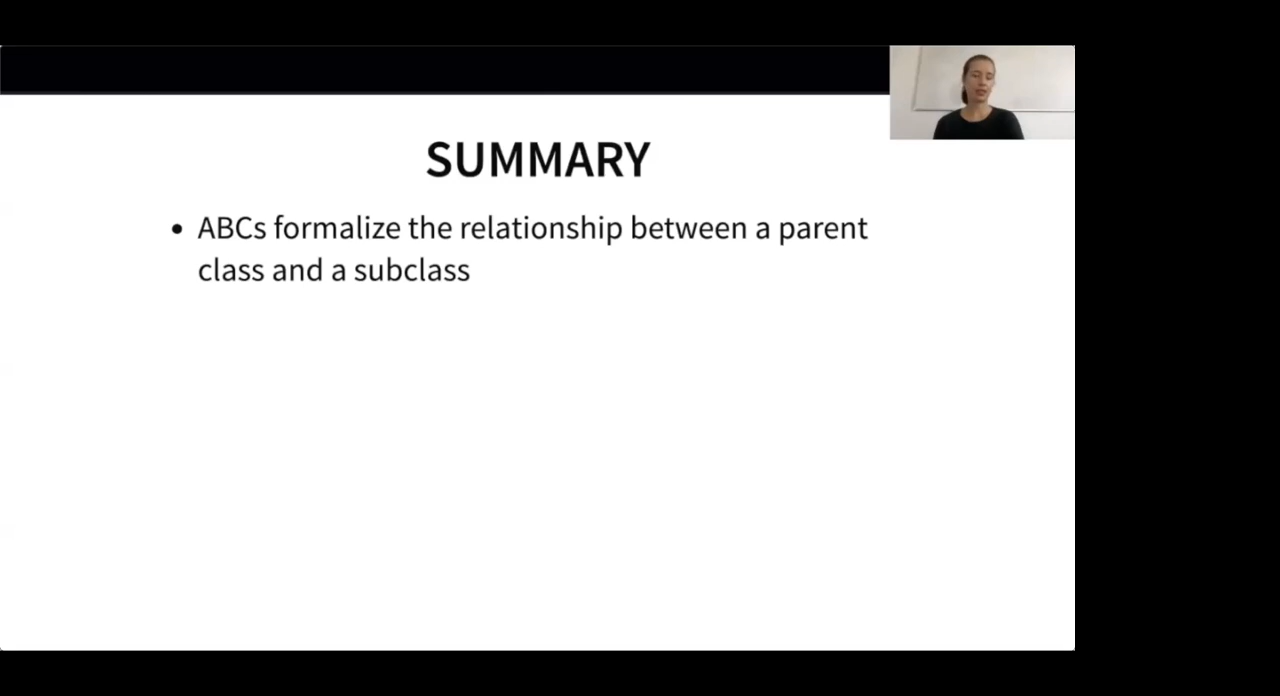 SUMMARY
• ABCs formalize the relationship between a parent
class and a subclass